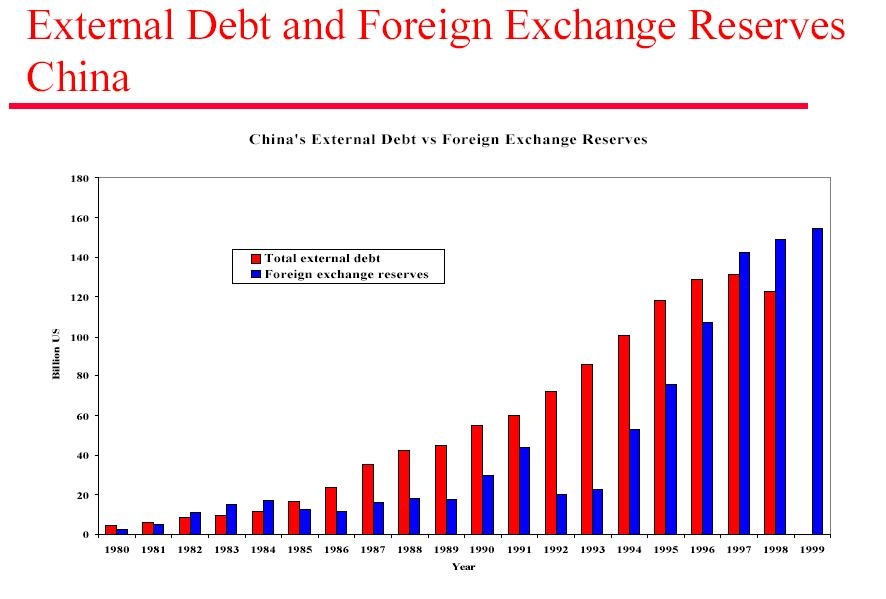 External Debt and Foreign Exchange Reserves
China
China's External Debt vs Foreign Exchange Reserves
180
160
140
120
100
80
60
40
20
0
Billion US
Total external debt
Foreign exchange reserves
1980 1981 1982 1983 1984 1985 1986 1987 1988 1989 1990 1991 1992 1993 1994 1995 1996 1997 1998 1999
Year